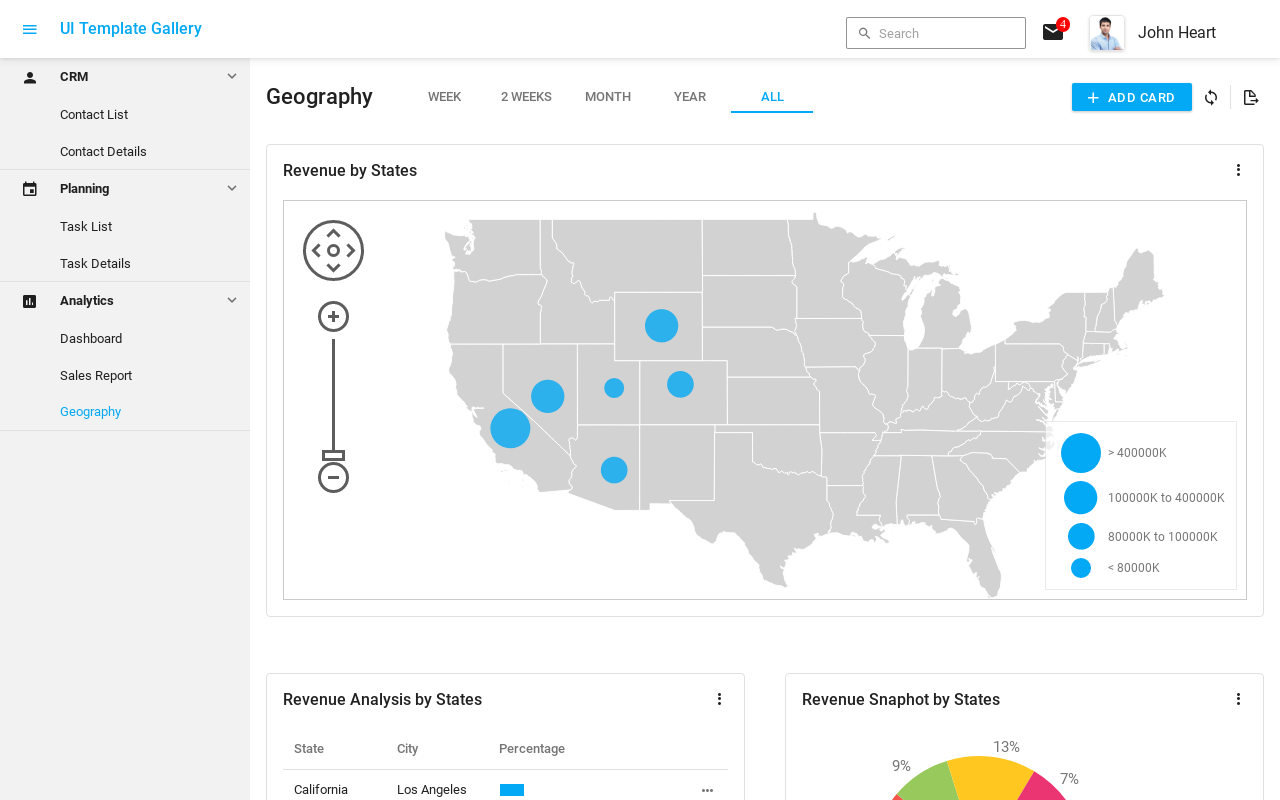 UI Template Gallery
Search
4
John Heart
CRM
Contact List
Contact Details
Planning
Task List
Task Details
Analytics
Dashboard
Sales Report
Geography
Geography
WEEK
2 WEEKS
MONTH
YEAR
ALL
ADD CARD
Revenue by States
> 400000K
100000K to 400000K
80000K to 100000K
< 80000K
Revenue Analysis by States
State City Percentage
California Los Angeles
Revenue Snaphot by States
13%
9%
7%